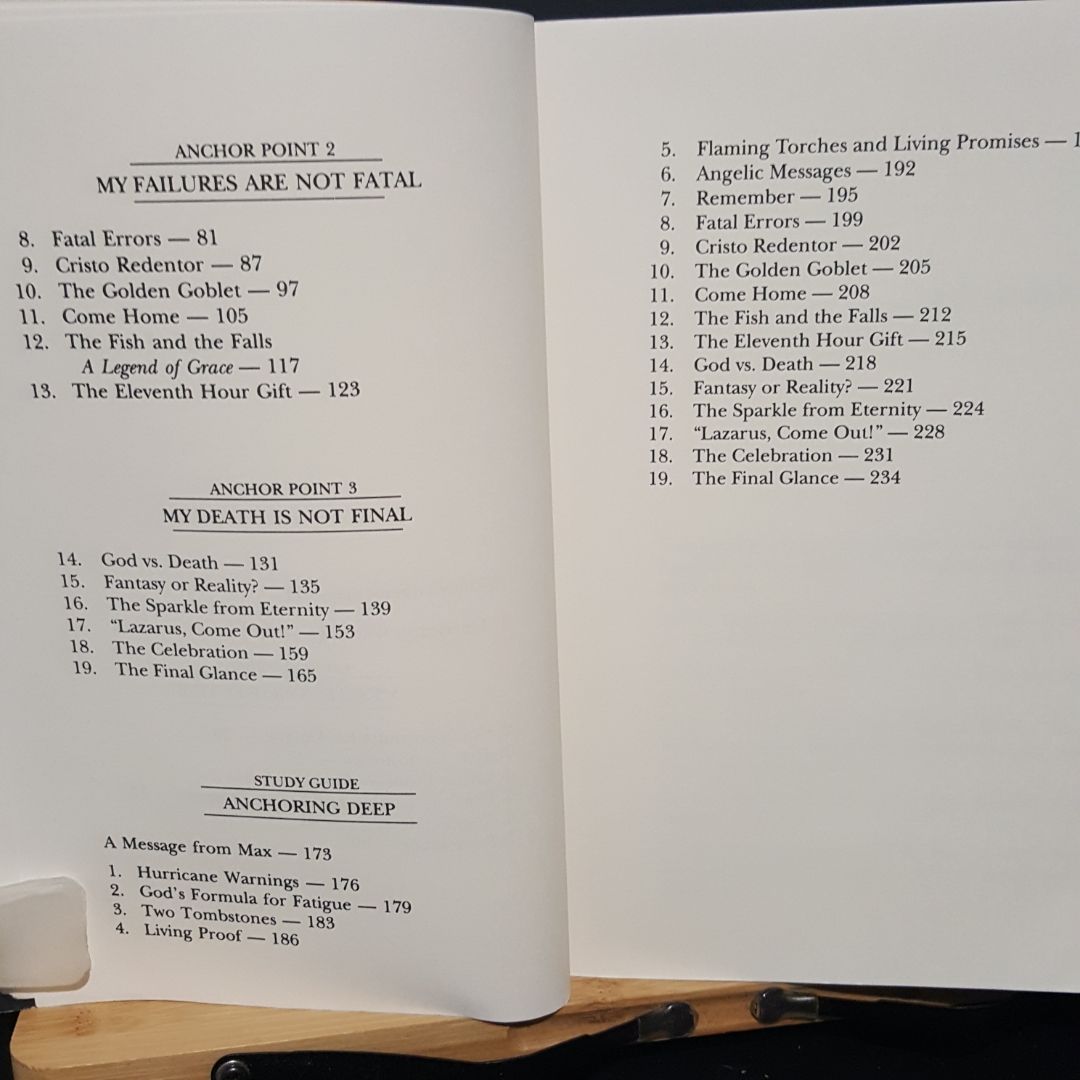 ANCHOR POINT 2
MY FAILURES ARE NOT FATAL
8. Fatal Errors — 81
9. Cristo Redentor — 87
10. The Golden Goblet — 97
11. Come Home — 105
12. The Fish and the Falls
A Legend of Grace — 117
13. The Eleventh Hour Gift — 123
ANCHOR POINT 3
MY DEATH IS NOT FINAL
14. God vs. Death — 131
15. Fantasy or Reality? — 135
16. The Sparkle from Eternity — 139
17. “Lazarus, Come Out!” — 153
18. The Celebration — 159
19. The Final Glance — 165
STUDY GUIDE
ANCHORING DEEP
A Message from Max — 173
1. Hurricane Warnings — 176
2. God's Formula for Fatigue — 179
3. Two Tombstones — 183
4. Living Proof — 186
5. Flaming Torches and Living Promises —
6. Angelic Messages — 192
7. Remember — 195
8. Fatal Errors — 199
9. Cristo Redentor — 202
10. The Golden Goblet — 205
11. Come Home — 208
12. The Fish and the Falls — 212
13. The Eleventh Hour Gift — 215
14. God vs. Death — 218
15. Fantasy or Reality? — 221
16. The Sparkle from Eternity — 224
17. “Lazarus, Come Out!” — 228
18. The Celebration — 231
19. The Final Glance — 234